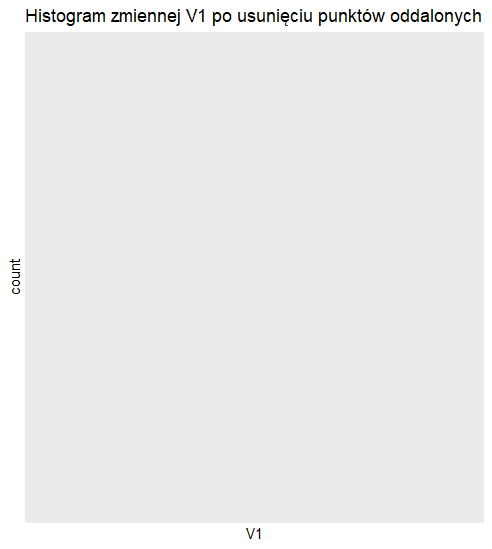 Histogram zmiennej V1 po usunięciu punktów oddalonych
count
V1